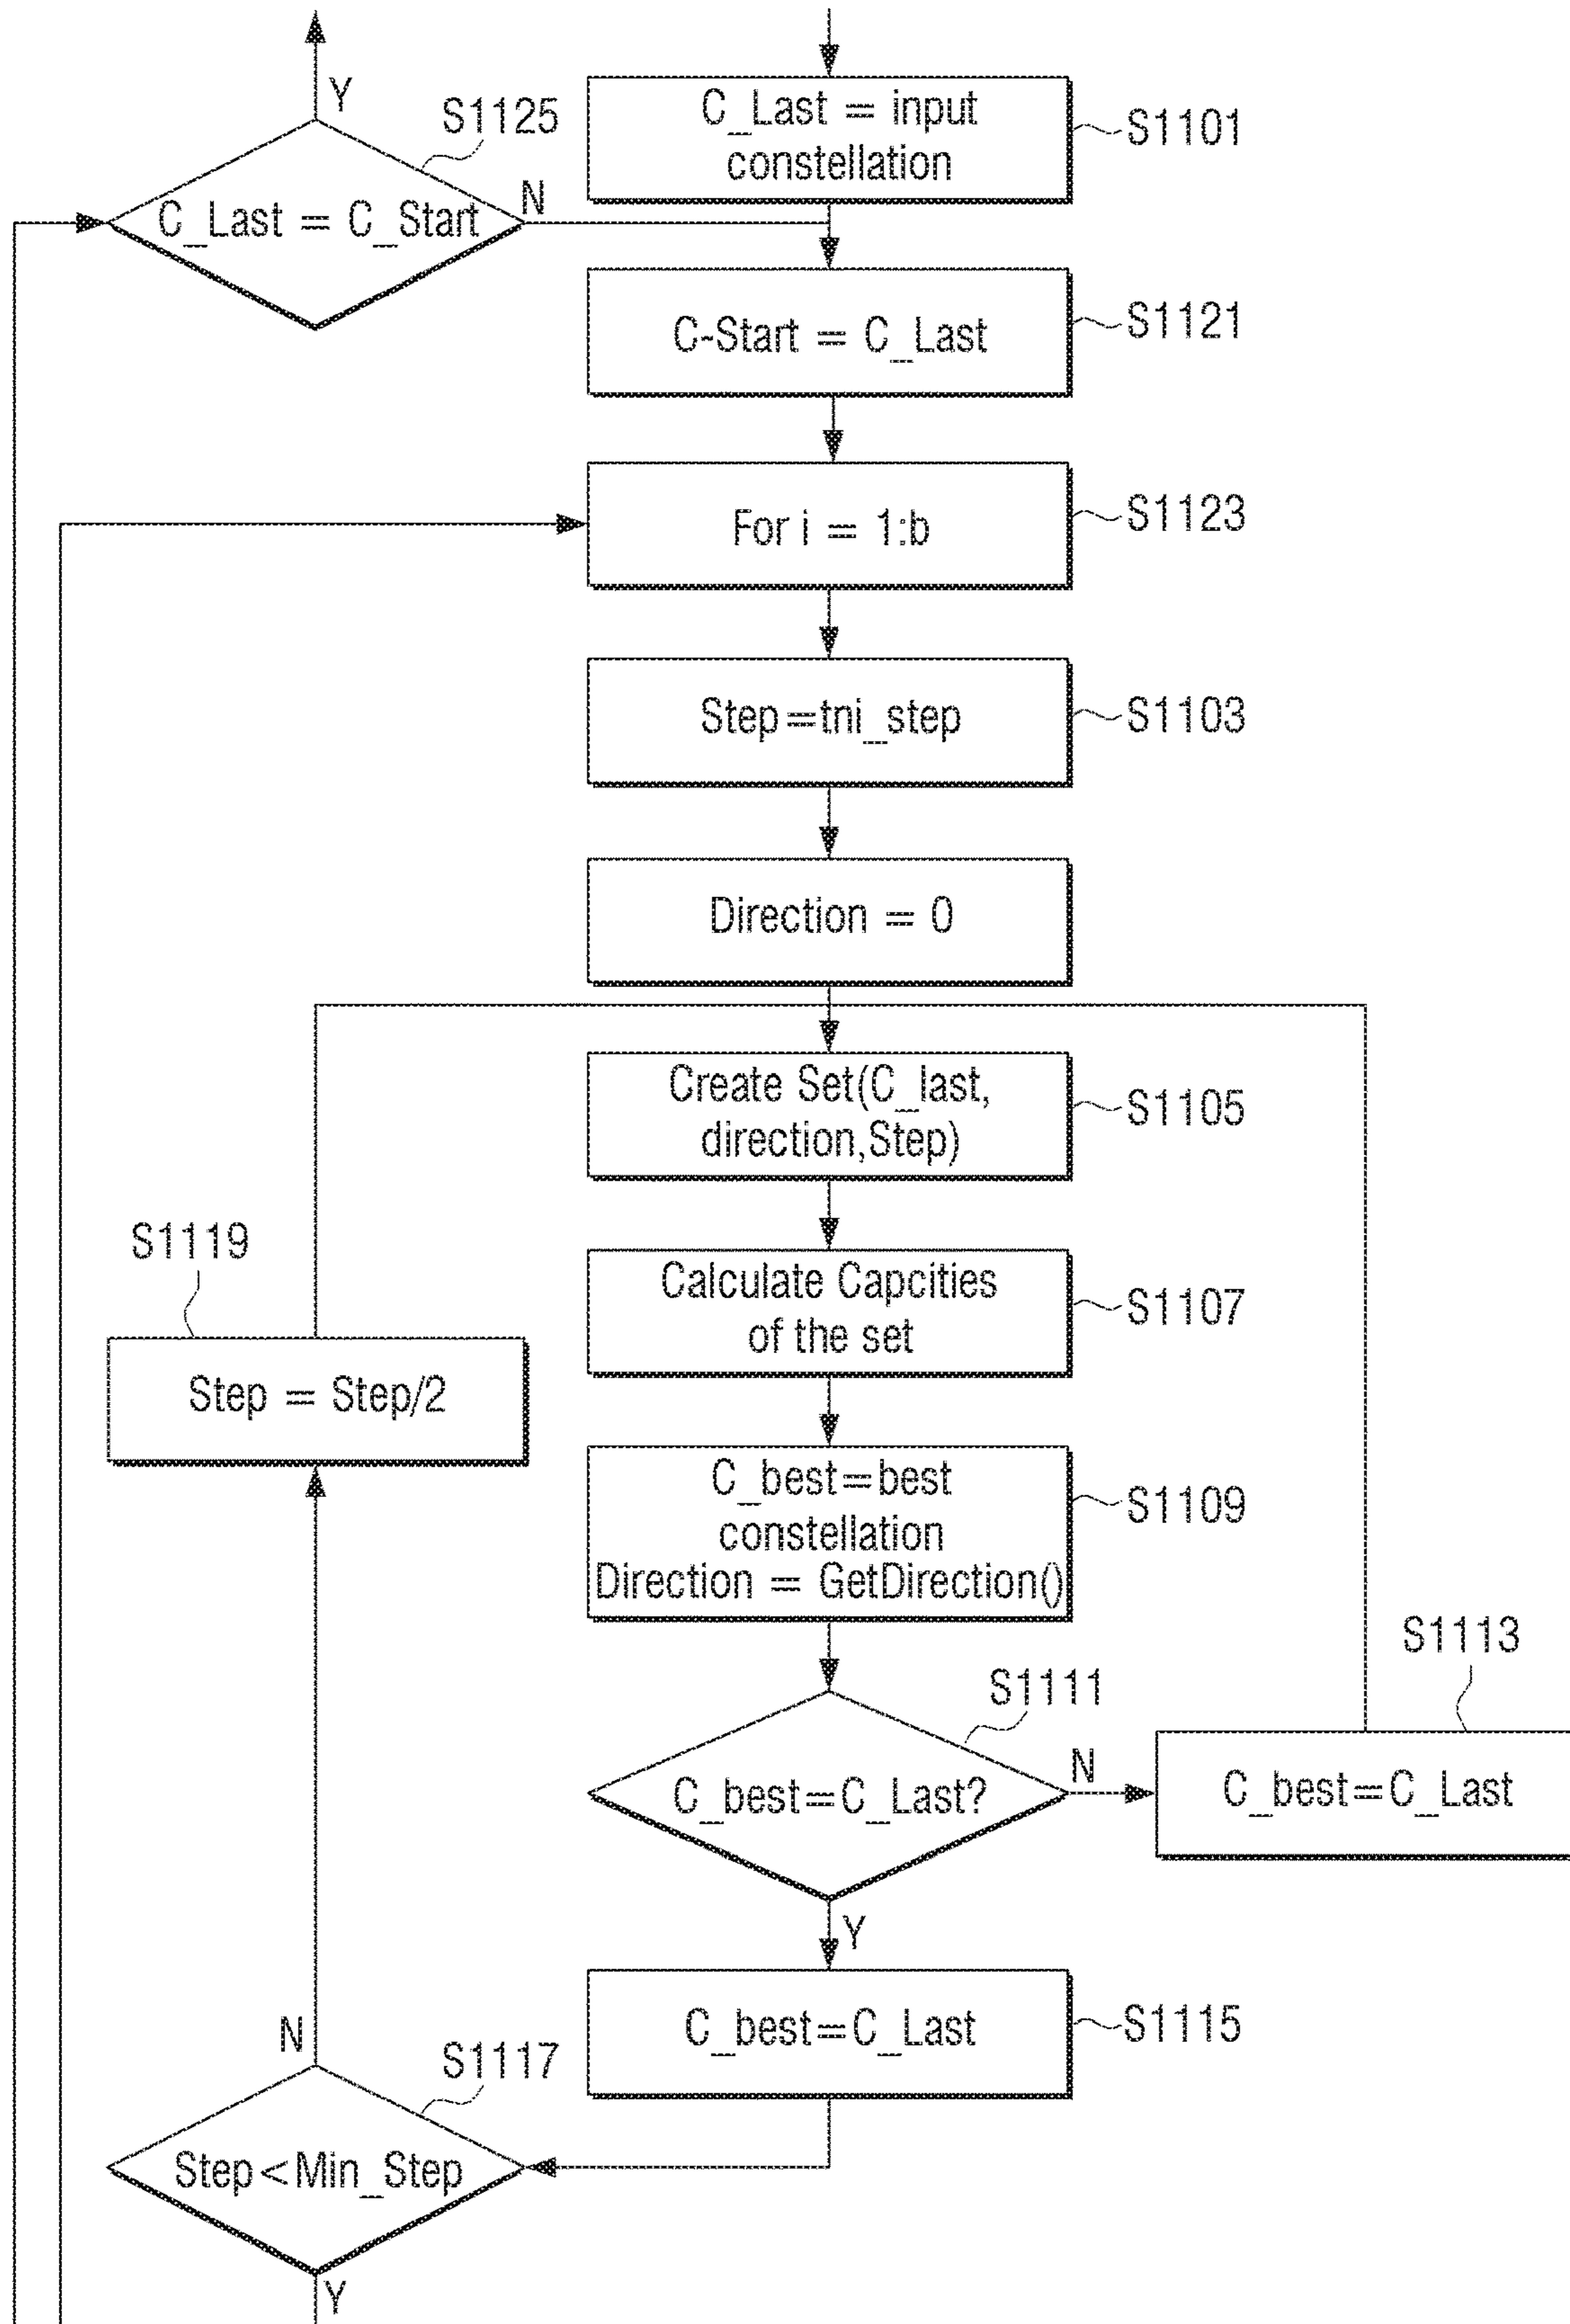 Y
S1125
C_Last = C_Start
N
C_Last = input
constellation
S1101
C-Start = C_Last
S1121
For i = 1:b
S1123
Step=tni_step
S1103
Direction = 0
Create Set(C_last,
direction,Step)
S1105
S1119
Step = Step/2
Calculate Capcities
of the set
S1107
C_best=best
constellation
Direction = GetDirection()
S1109
S1111
C_best=C_Last?
N
S1113
C_best=C_Last
Y
C_best=C_Last
S1115
N
S1117
Step<Min_Step
Y